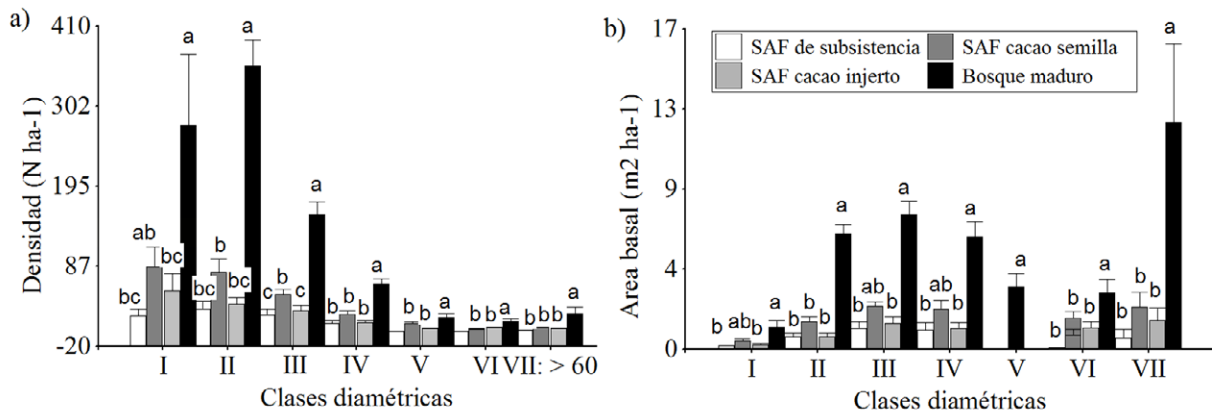 a)
410
302
195
87
-20
Densidad (N ha-1)
a a
ab b a
bc bc bc bc c b c b b b a b b a b b a b b a
I II III IV V VI VII: > 60
Clases diamétricas
b)
17
13
9
4
0
Area basal (m2 ha-1)
SAF de subsistencia SAF cacao semilla
SAF cacao injerto Bosque maduro
a
a a a a a
b ab b a b b b b ab b b ab b b b b b b b
I II III IV V VI VII
Clases diamétricas